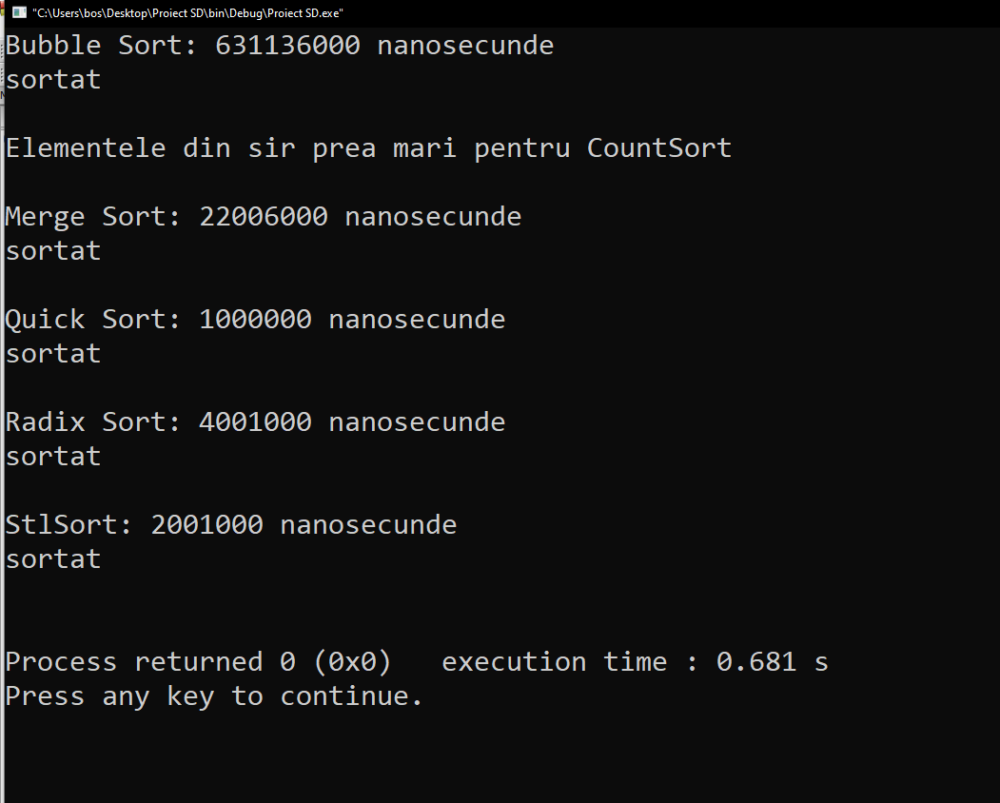 "C:\Users\bos\Desktop\Proiect SD\bin\Debug\Proiect SD.exe"
Bubble Sort: 631136000 nanosecunde
sortat
Elementele din sir prea mari pentru CountSort
Merge Sort: 22006000 nanosecunde
sortat
Quick Sort: 1000000 nanosecunde
sortat
Radix Sort: 4001000 nanosecunde
sortat
StlSort: 2001000 nanosecunde
sortat
Process returned 0 (0x0)   execution time : 0.681 s
Press any key to continue.